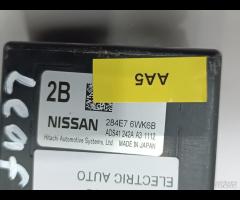 2B
AA5
NISSAN
284E7 6WK6B
ADS41 242A A3 1112
Hitachi Automotive Systems, Ltd. MADE IN JAPAN
ELECTRIC AUTO